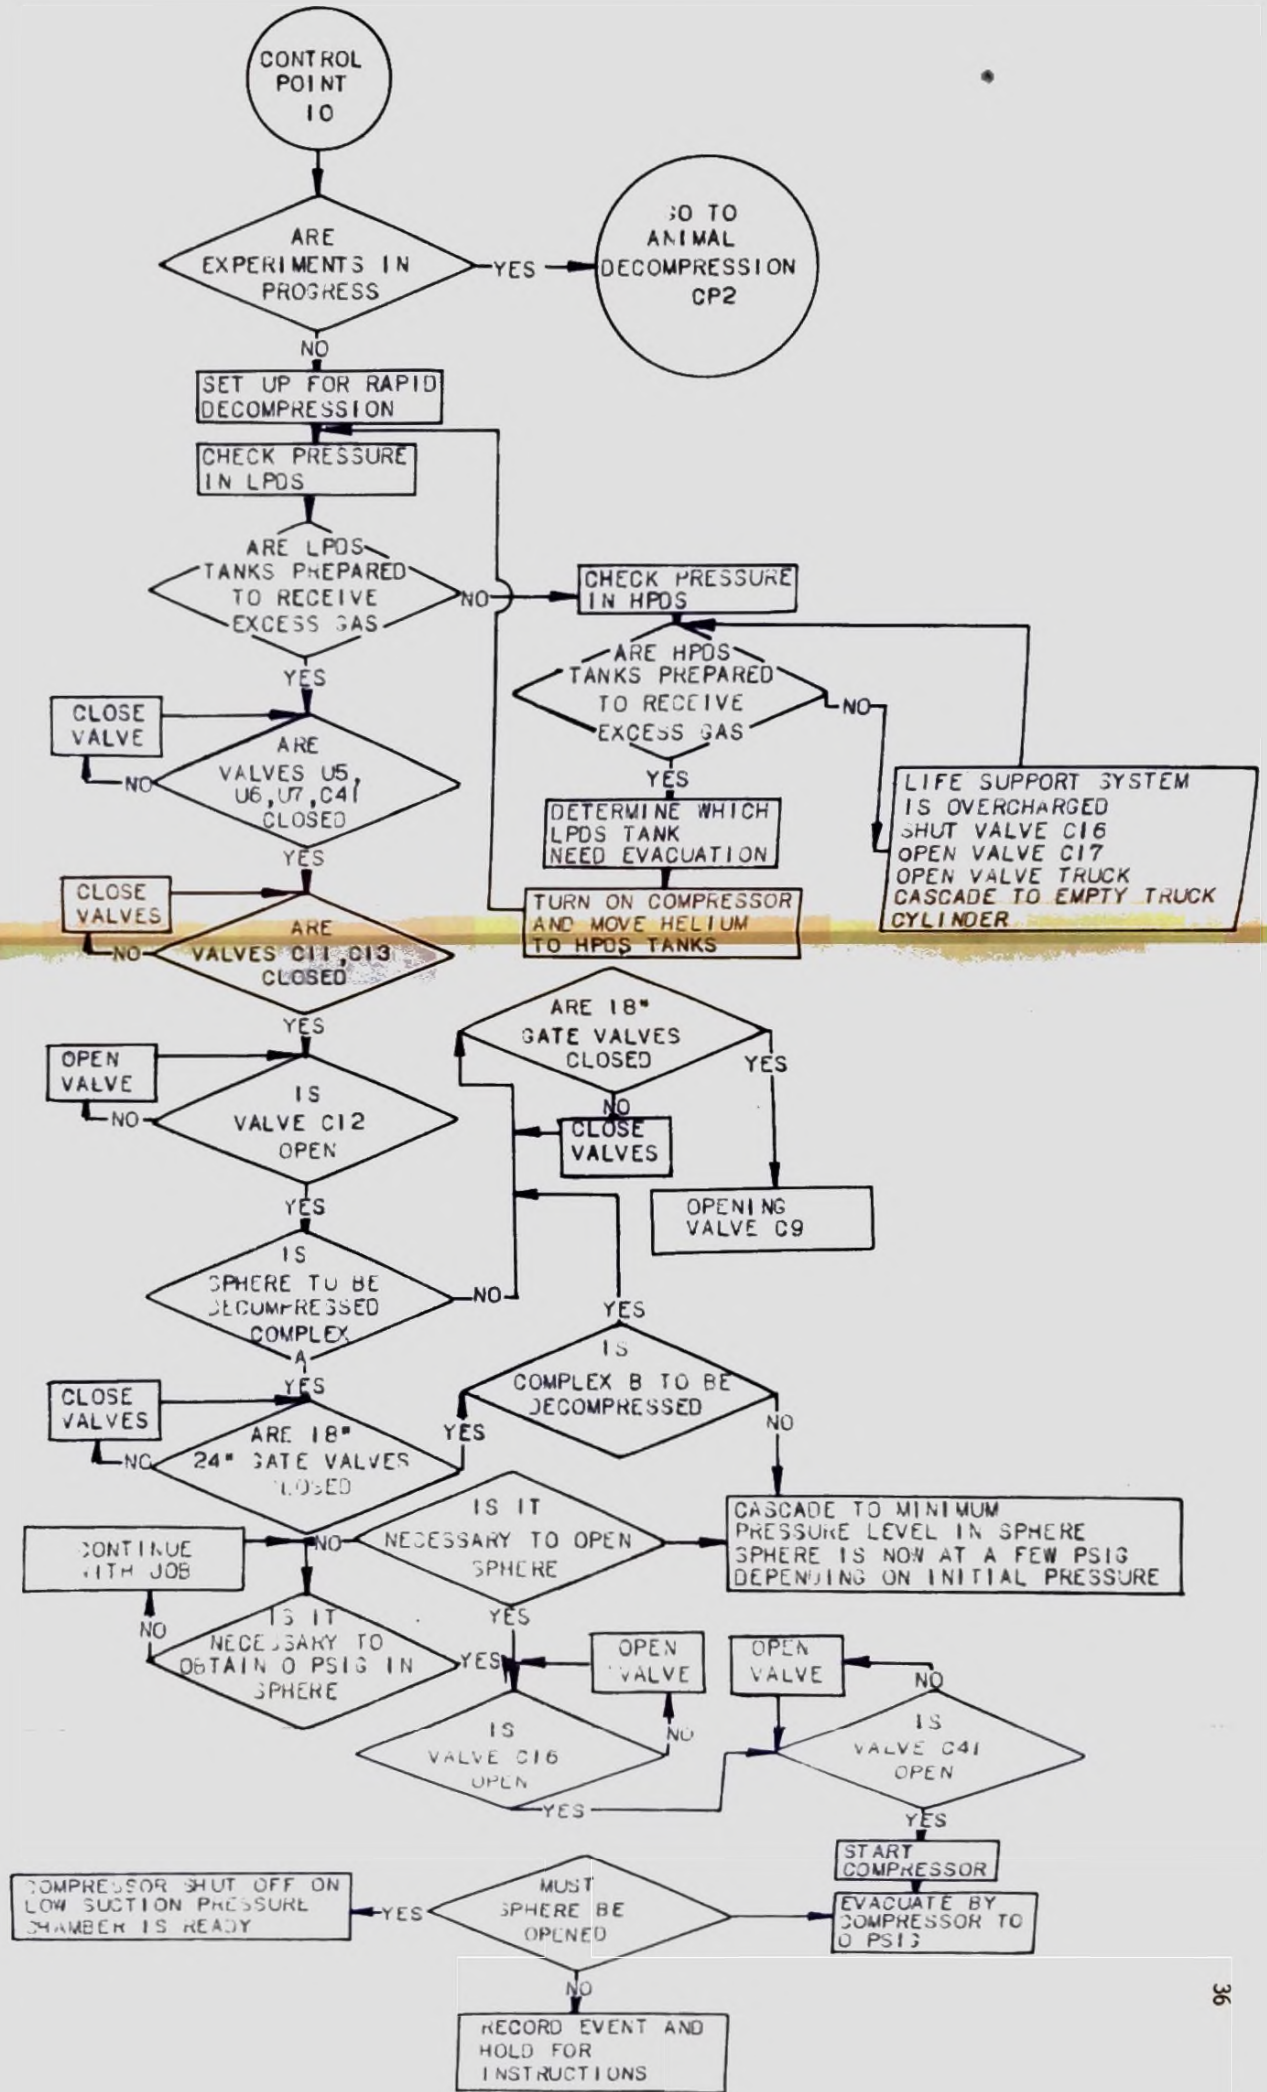 CONTROL
POINT
10
ARE
EXPERIMENTS IN
PROGRESS
YES
GO TO
ANIMAL
DECOMPRESSION
CP2
NO
SET UP FOR RAPID
DECOMPRESSION
CHECK PRESSURE
IN LPDS
ARE LPDS
TANKS PREPARED
TO RECEIVE
EXCESS GAS
NO
CHECK PRESSURE
IN HPDS
YES
ARE HPDS
TANKS PREPARED
TO RECEIVE
EXCESS GAS
NO
CLOSE
VALVE
NO
ARE
VALVES U5,
U6,U7,C41
CLOSED
YES
YES
DETERMINE WHICH
LPDS TANK
NEED EVACUATION
LIFE SUPPORT SYSTEM
IS OVERCHARGED
SHUT VALVE C16
OPEN VALVE C17
OPEN VALVE TRUCK
CASCADE TO EMPTY TRUCK
CYLINDER
TURN ON COMPRESSOR
AND MOVE HELIUM
TO HPDS TANKS
CLOSE
VALVES
NO
ARE
VALVES C11,C13
CLOSED
YES
ARE 18"
GATE VALVES
CLOSED
YES
NO
CLOSE
VALVES
OPENING
VALVE C9
OPEN
VALVE
NO
IS
VALVE C12
OPEN
YES
IS
SPHERE TO BE
DECOMPRESSED
COMPLEX
A
NO
YES
YES
IS
COMPLEX B TO BE
DECOMPRESSED
NO
CLOSE
VALVES
NO
ARE 18"
24" GATE VALVES
CLOSED
YES
IS IT
NECESSARY TO OPEN
SPHERE
NO
YES
CASCADE TO MINIMUM
PRESSURE LEVEL IN SPHERE
SPHERE IS NOW AT A FEW PSIG
DEPENDING ON INITIAL PRESSURE
CONTINUE
WITH JOB
NO
IS IT
NECESSARY TO
OBTAIN 0 PSIG IN
SPHERE
YES
OPEN
VALVE
NO
IS
VALVE C16
OPEN
YES
OPEN
VALVE
NO
IS
VALVE C41
OPEN
YES
START
COMPRESSOR
EVACUATE BY
COMPRESSOR TO
0 PSIG
MUST
SPHERE BE
OPENED
YES
COMPRESSOR SHUT OFF ON
LOW SUCTION PRESSURE
CHAMBER IS READY
NO
RECORD EVENT AND
HOLD FOR
INSTRUCTIONS
36